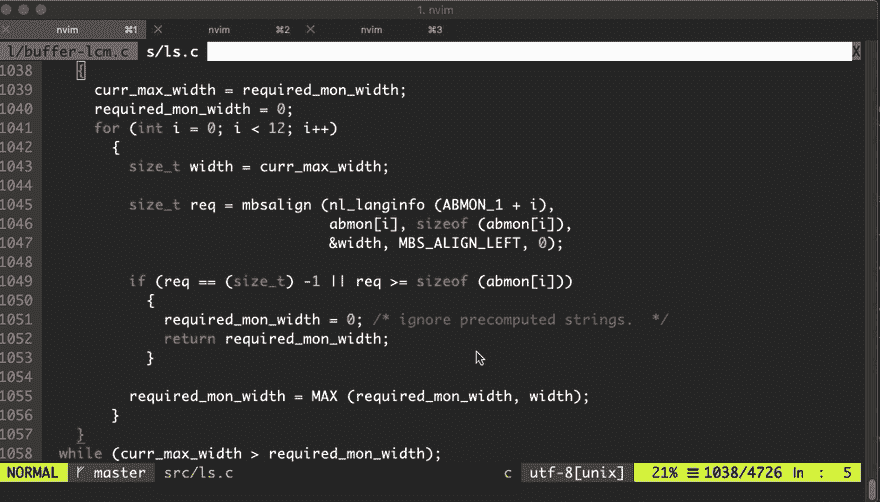 1. nvim
nvim ⌘1 nvim ⌘2 nvim ⌘3
l/buffer-lcm.c s/ls.c X
1038 {
1039 curr_max_width = required_mon_width;
1040 required_mon_width = 0;
1041 for (int i = 0; i < 12; i++)
1042 {
1043 size_t width = curr_max_width;
1044
1045 size_t req = mbsalign (nl_langinfo (ABMON_1 + i),
1046 abmon[i], sizeof (abmon[i]),
1047 &width, MBS_ALIGN_LEFT, 0);
1048
1049 if (req == (size_t) -1 || req >= sizeof (abmon[i]))
1050 {
1051 required_mon_width = 0; /* ignore precomputed strings.  */
1052 return required_mon_width;
1053 }
1054
1055 required_mon_width = MAX (required_mon_width, width);
1056 }
1057 }
1058 while (curr_max_width > required_mon_width);
NORMAL master src/ls.c c utf-8[unix] 21% ☰ 1038/4726 ln : 5